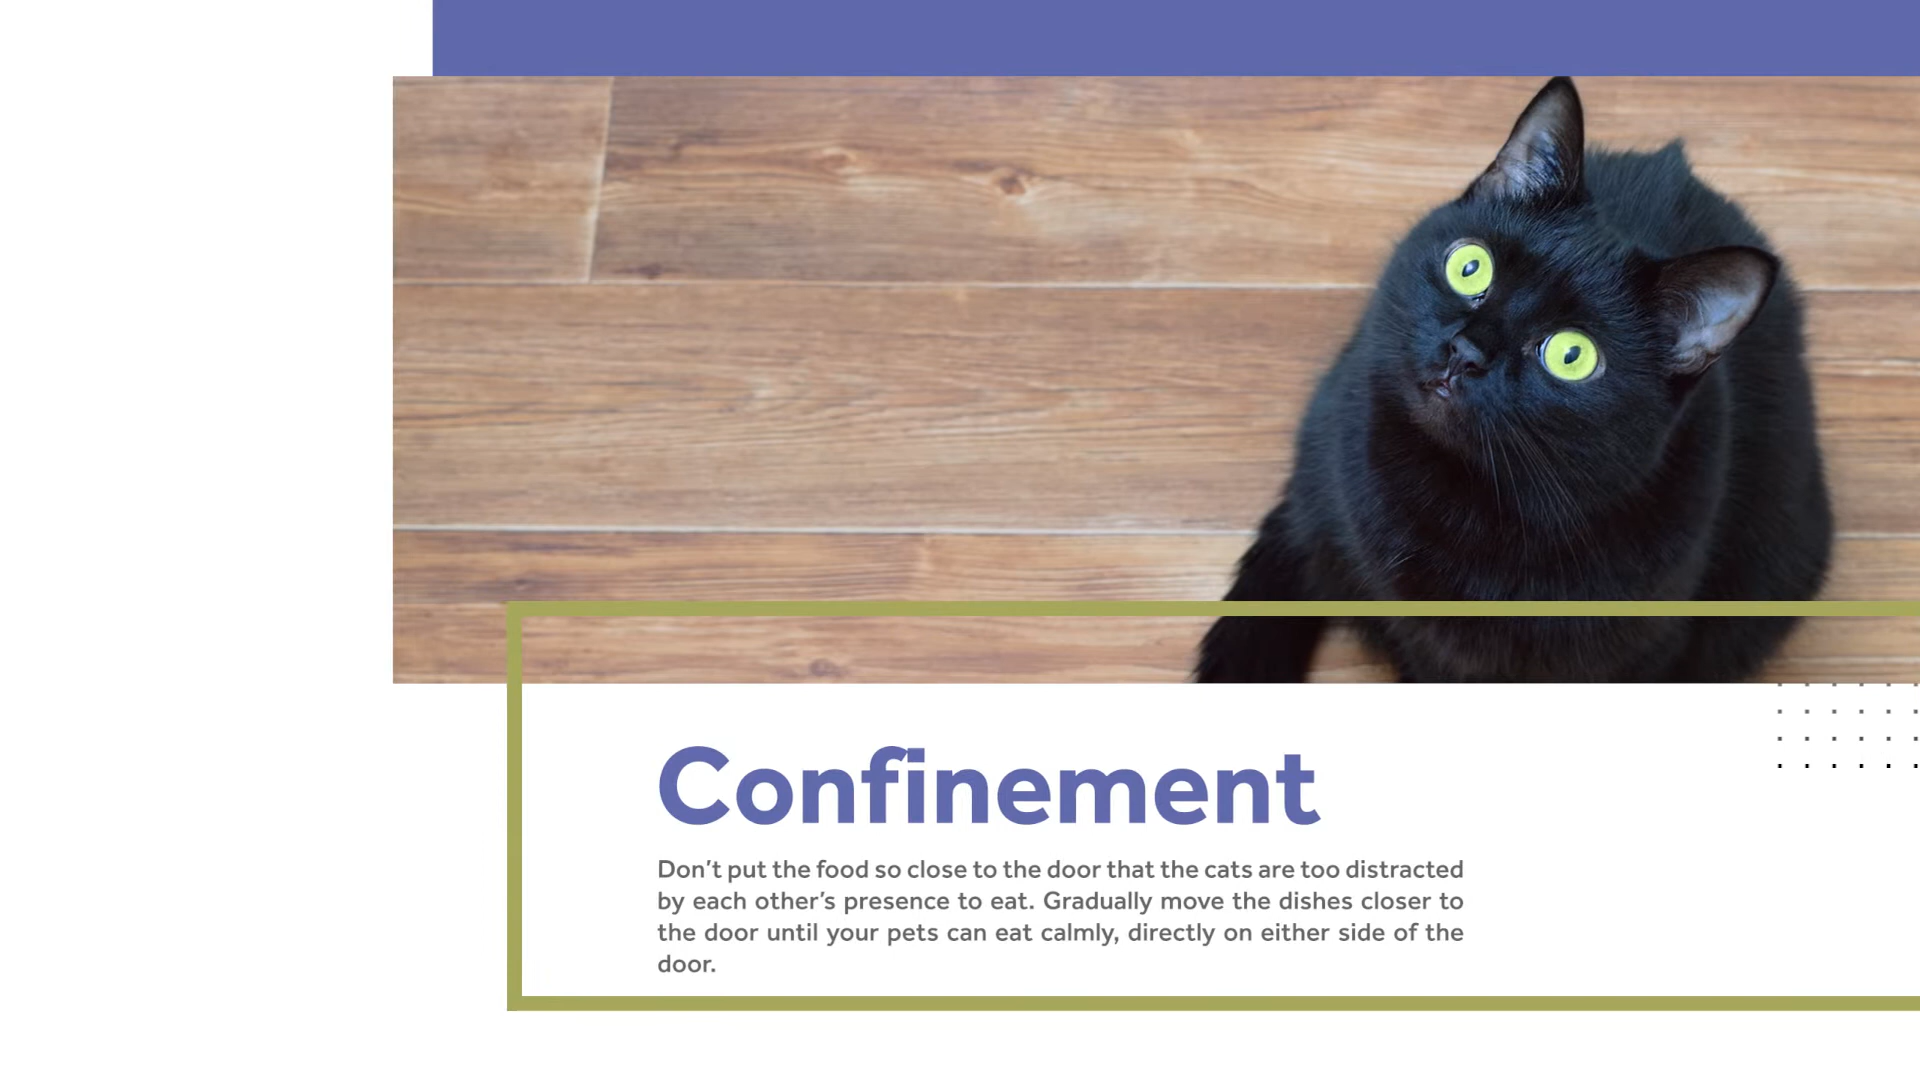 Confinement
Don’t put the food so close to the door that the cats are too distracted
by each other’s presence to eat. Gradually move the dishes closer to
the door until your pets can eat calmly, directly on either side of the
door.